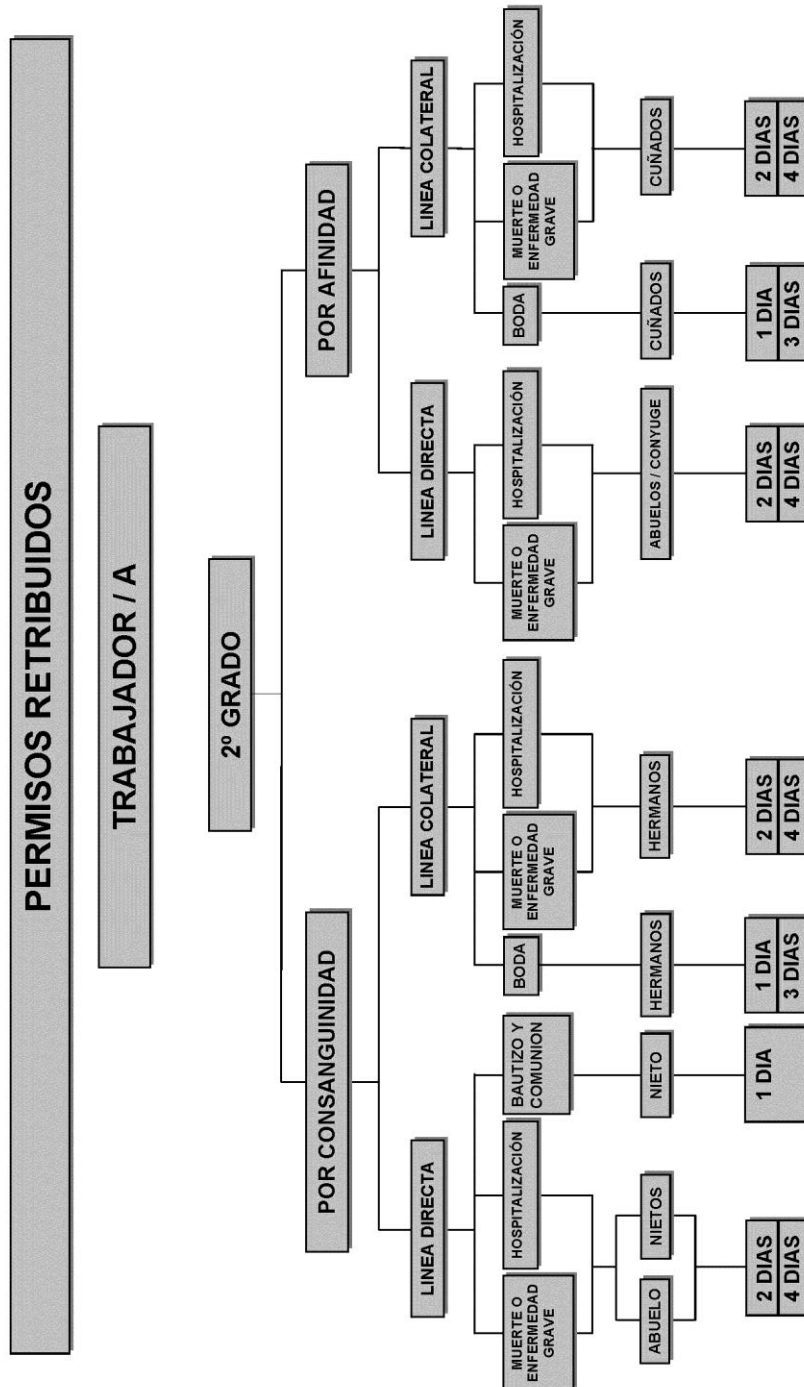 PERMISOS RETRIBUIDOS
TRABAJADOR / A
2º GRADO
POR CONSANGUINIDAD
POR AFINIDAD
LINEA DIRECTA
LINEA COLATERAL
LINEA DIRECTA
LINEA COLATERAL
MUERTE O
ENFERMEDAD
GRAVE
HOSPITALIZACIÓN
BAUTIZO Y
COMUNION
BODA
MUERTE O
ENFERMEDAD
GRAVE
HOSPITALIZACIÓN
MUERTE O
ENFERMEDAD
GRAVE
HOSPITALIZACIÓN
BODA
MUERTE O
ENFERMEDAD
GRAVE
HOSPITALIZACIÓN
ABUELO
NIETOS
NIETO
HERMANOS
HERMANOS
ABUELOS / CONYUGE
CUÑADOS
CUÑADOS
2 DIAS
4 DIAS
1 DIA
1 DIA
3 DIAS
2 DIAS
4 DIAS
2 DIAS
4 DIAS
1 DIA
3 DIAS
2 DIAS
4 DIAS